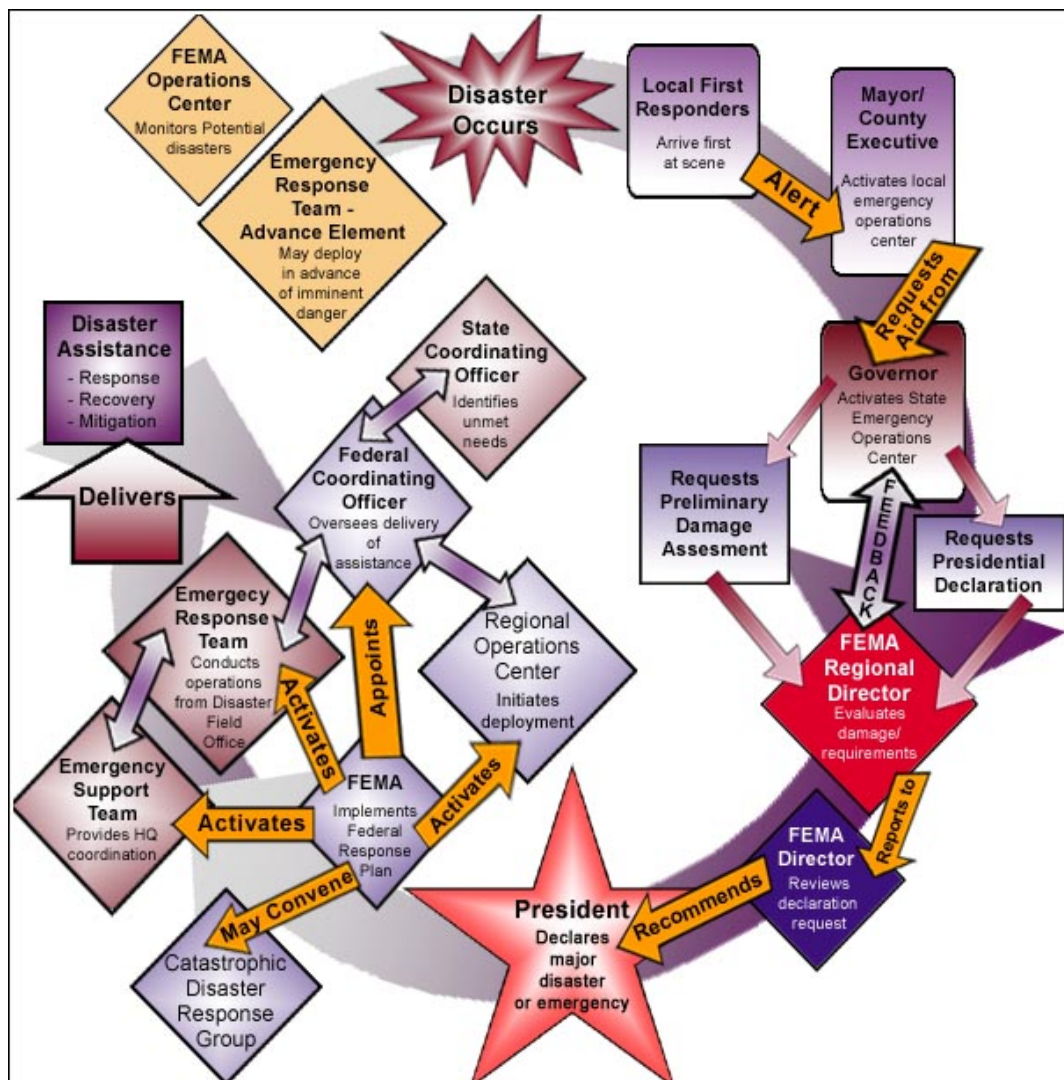 FEMA
Operations
Center
Monitors Potential
disasters
Emergency
Response
Team -
Advance Element
May deploy
in advance
of imminent
danger
Disaster
Occurs
Local First
Responders
Arrive first
at scene
Alert
Mayor/
County
Executive
Activates local
emergency
operations
center
Requests
Aid from
Governor
Activates State
Emergency
Operations
Center
FEEDBACK
Requests
Preliminary
Damage
Assesment
Requests
Presidential
Declaration
FEMA
Regional
Director
Evaluates
damage/
requirements
Reports to
FEMA
Director
Reviews
declaration
request
Recommends
President
Declares
major
disaster
or emergency
FEMA
Implements
Federal
Response
Plan
May Convene
Catastrophic
Disaster
Response
Group
Activates
Emergency
Support
Team
Provides HQ
coordination
Activates
Emergecy
Response
Team
Conducts
operations
from Disaster
Field
Office
Appoints
Federal
Coordinating
Officer
Oversees delivery
of
assistance
Activates
Regional
Operations
Center
Initiates
deployment
State
Coordinating
Officer
Identifies
unmet
needs
Delivers
Disaster
Assistance
- Response
- Recovery
- Mitigation